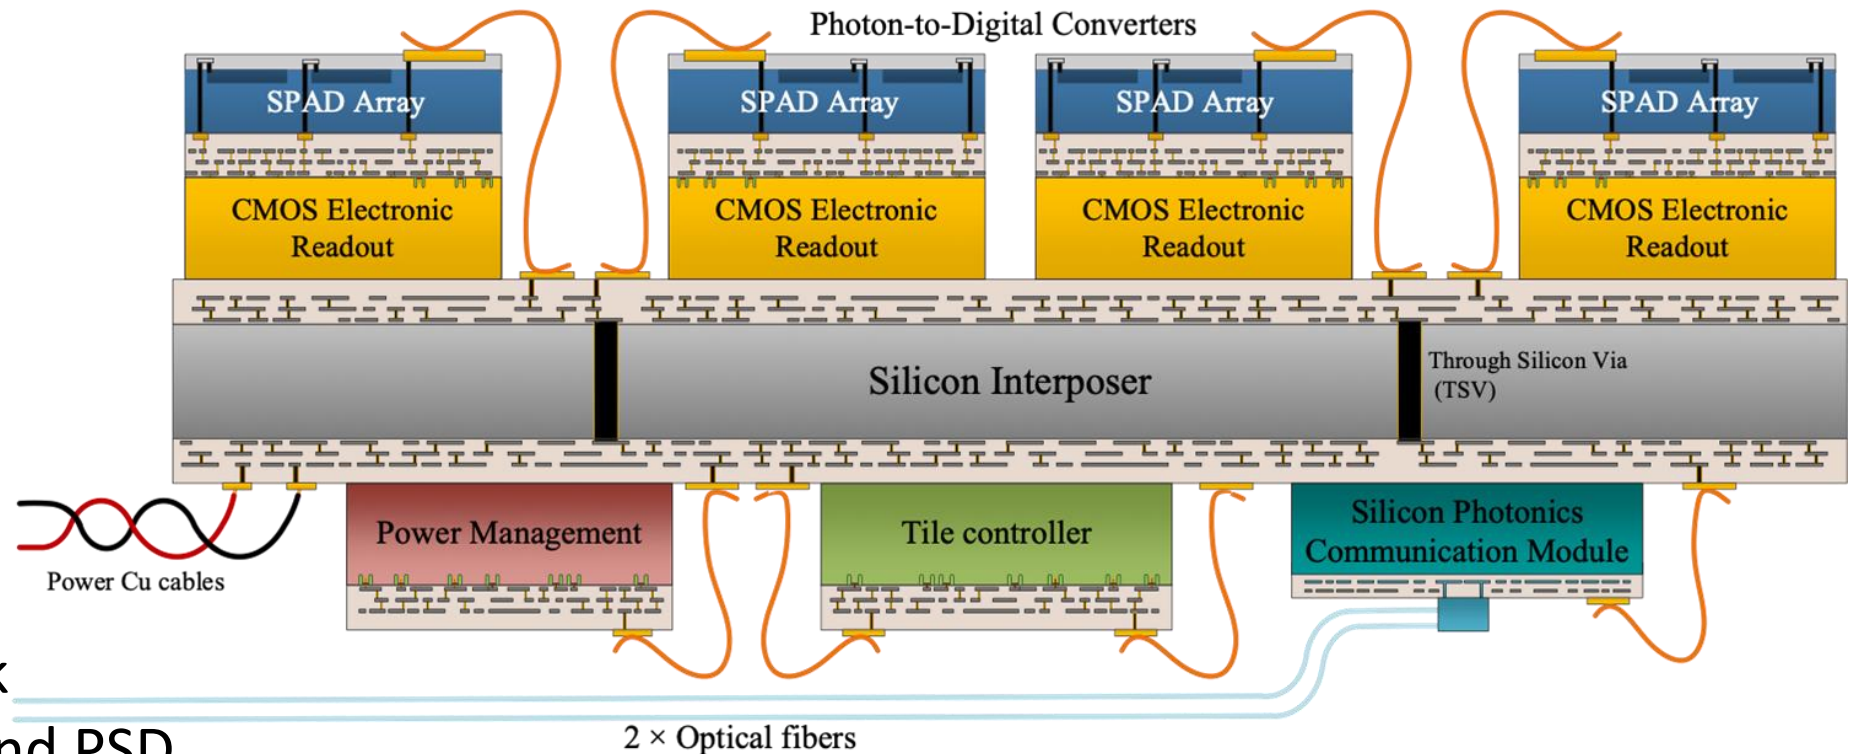 Photon-to-Digital Converters
SPAD Array
SPAD Array
SPAD Array
SPAD Array
CMOS Electronic
Readout
CMOS Electronic
Readout
CMOS Electronic
Readout
CMOS Electronic
Readout
Silicon Interposer
Through Silicon Via
(TSV)
Power Cu cables
Power Management
Tile controller
Silicon Photonics
Communication Module
2 × Optical fibers
PSD